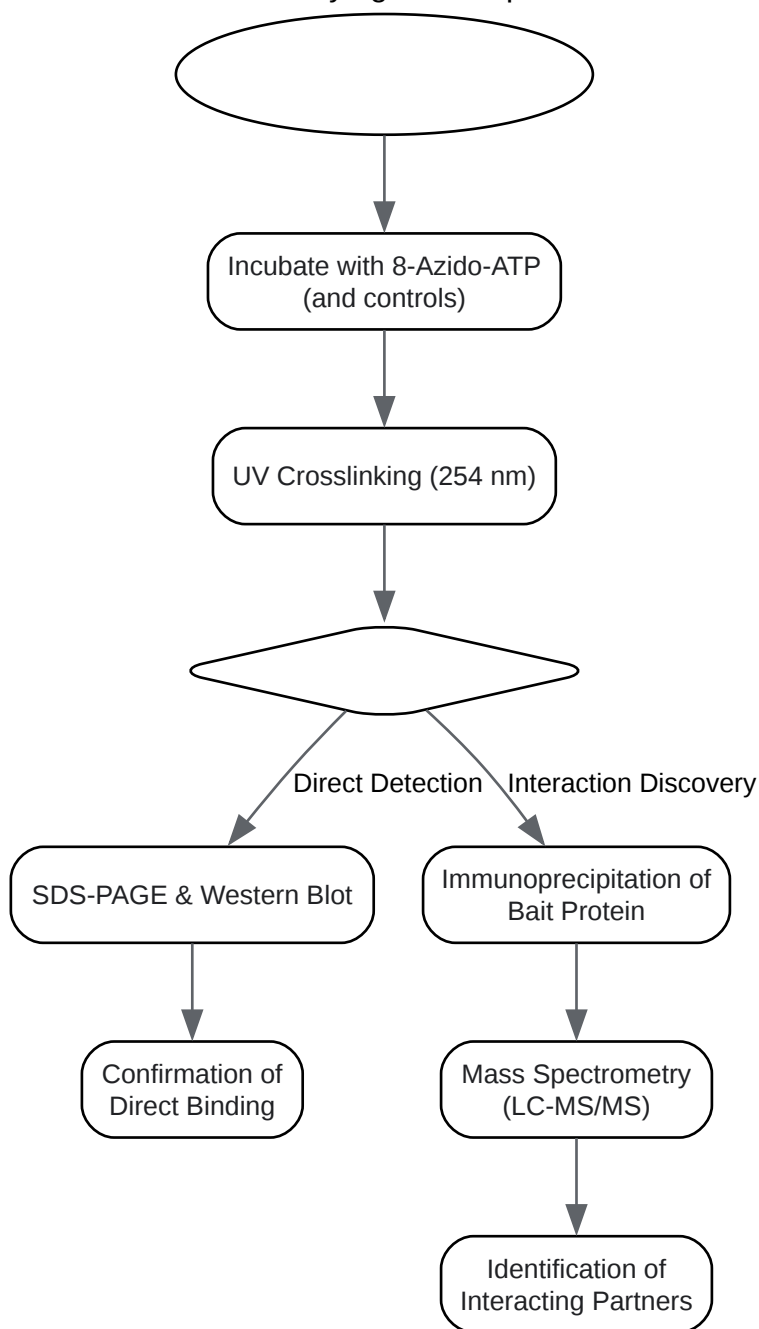 Incubate with 8-Azido-ATP
(and controls)
UV Crosslinking (254 nm)
Direct Detection
Interaction Discovery
SDS-PAGE & Western Blot
Immunoprecipitation of
Bait Protein
Confirmation of
Direct Binding
Mass Spectrometry
(LC-MS/MS)
Identification of
Interacting Partners